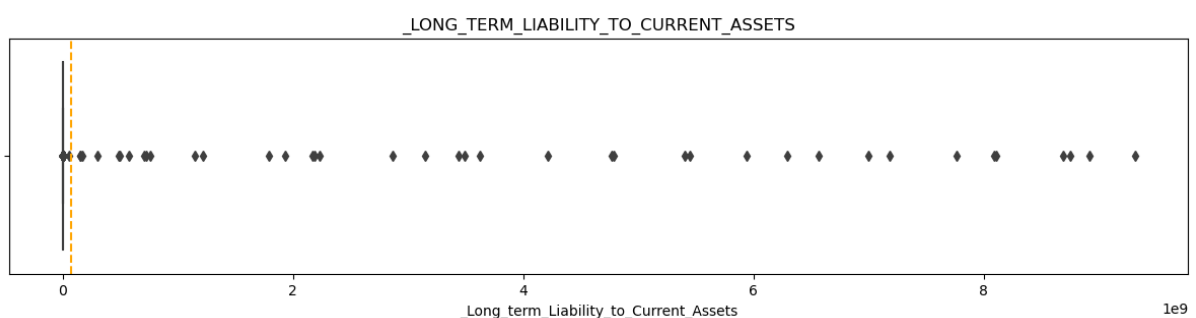 _LONG_TERM_LIABILITY_TO_CURRENT_ASSETS
0 2 4 6 8
_Long_term_Liability_to_Current_Assets
1e9